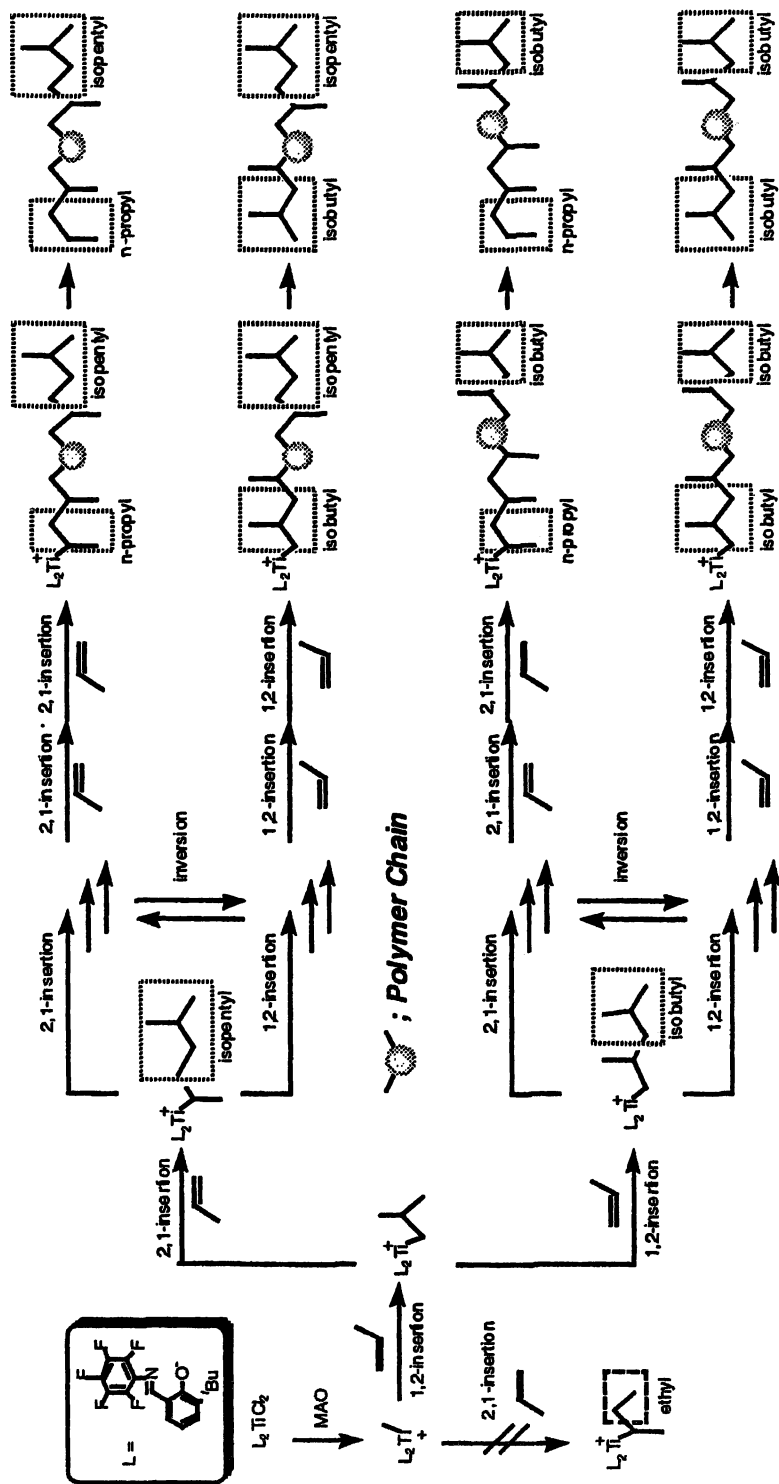 L =
F
F
F
F
F
N
O⁻
ᵗBu
L₂TiCl₂
MAO
L₂Ti
+
2,1-insertion
L₂Ti
+
ethyl
1,2-insertion
L₂Ti
+
2,1-insertion
1,2-insertion
L₂Ti
+
isopentyl
L₂Ti
+
isobutyl
; Polymer Chain
2,1-insertion
1,2-insertion
inversion
2,1-insertion
1,2-insertion
inversion
2,1-insertion
2,1-insertion
L₂Ti
+
n-propyl
isopentyl
n-propyl
isopentyl
1,2-insertion
1,2-insertion
L₂Ti
+
isobutyl
isopentyl
isobutyl
isopentyl
2,1-insertion
2,1-insertion
L₂Ti
+
n-propyl
isobutyl
n-propyl
isobutyl
1,2-insertion
1,2-insertion
L₂Ti
+
isobutyl
isobutyl
isobutyl
isobutyl